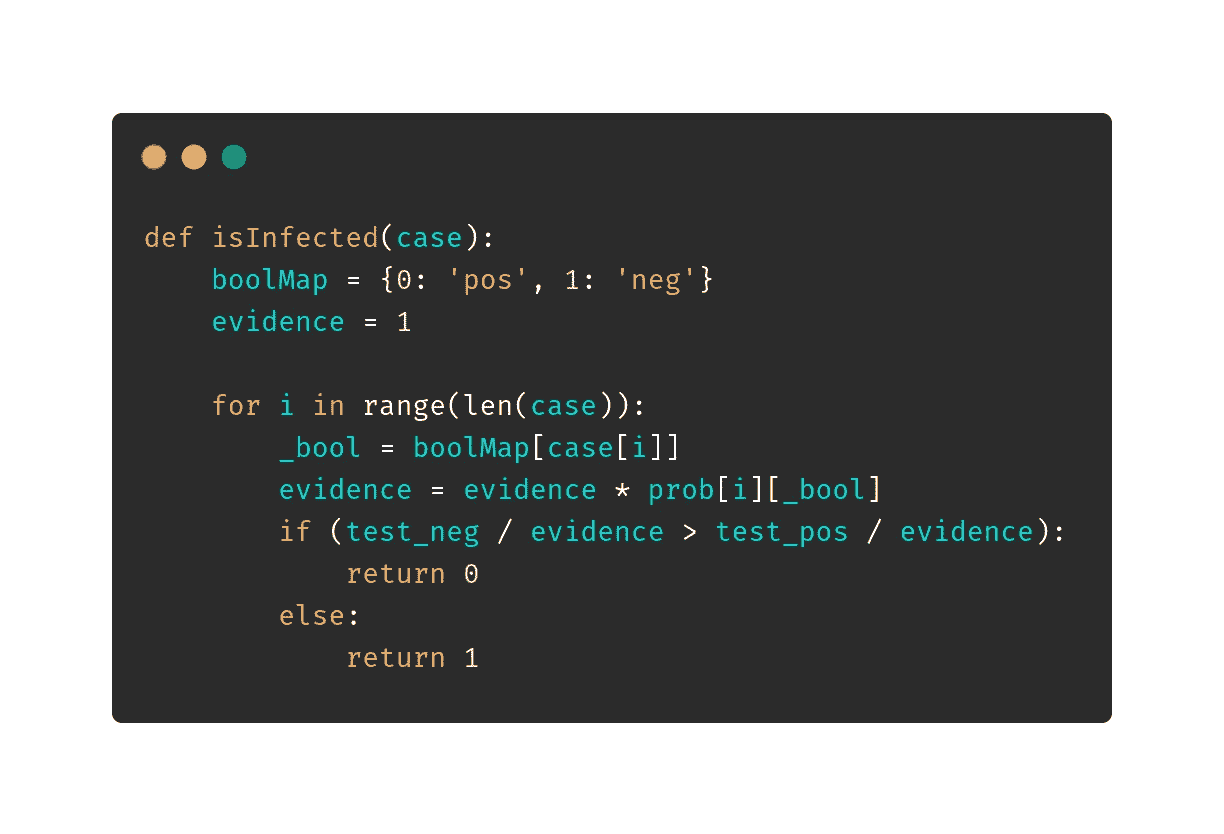 def isInfected(case):
    boolMap = {0: 'pos', 1: 'neg'}
    evidence = 1

    for i in range(len(case)):
        _bool = boolMap[case[i]]
        evidence = evidence * prob[i][_bool]
        if (test_neg / evidence > test_pos / evidence):
            return 0
        else:
            return 1